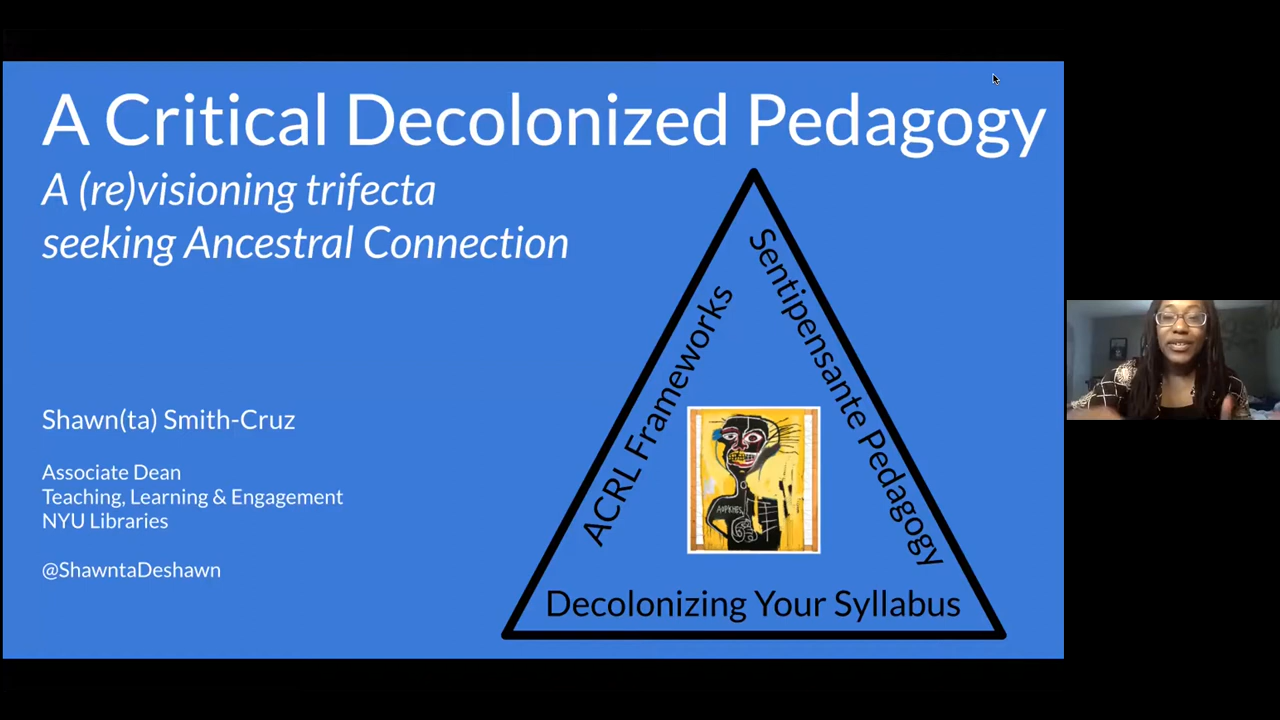 A Critical Decolonized Pedagogy
A (re)visioning trifecta
seeking Ancestral Connection
Shawn(ta) Smith-Cruz
Associate Dean
Teaching, Learning & Engagement
NYU Libraries
@ShawntaDeshawn
ACRL Frameworks
Sentipensante Pedagogy
Decolonizing Your Syllabus